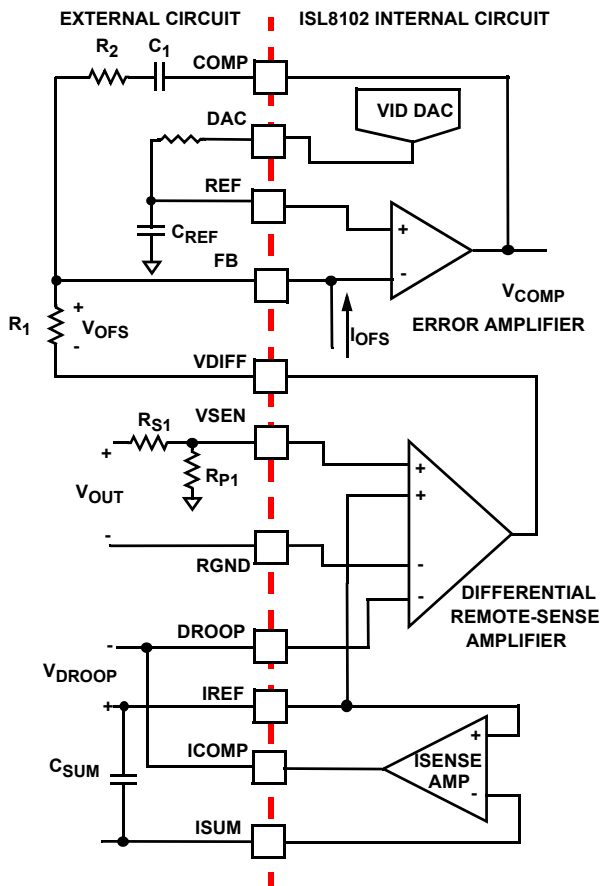 EXTERNAL CIRCUIT
ISL8102 INTERNAL CIRCUIT
R2
C1
COMP
VID DAC
DAC
REF
+
CREF
FB
-
VCOMP
ERROR AMPLIFIER
IOFS
R1
+
VOFS
-
VDIFF
RS1
VSEN
+
RP1
+
VOUT
+
-
RGND
-
-
DIFFERENTIAL
REMOTE-SENSE
AMPLIFIER
DROOP
-
VDROOP
IREF
+
+
ICOMP
ISENSE
AMP
CSUM
-
ISUM